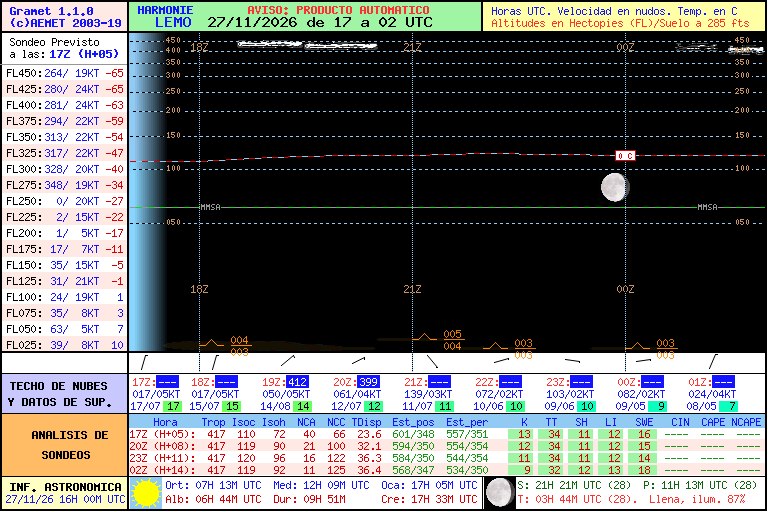 Gramet 1.1.0
(c)AEMET 2003-19
HARMONIE
LEMO
AVISO: PRODUCTO AUTOMATICO
27/11/2026 de 17 a 02 UTC
Horas UTC. Velocidad en nudos. Temp. en C
Altitudes en Hectopies (FL)/Suelo a 285 fts
Sondeo Previsto
a las: 17Z (H+05)
FL450: 264/ 19KT -65
FL425: 280/ 24KT -65
FL400: 281/ 24KT -63
FL375: 294/ 22KT -59
FL350: 313/ 22KT -54
FL325: 317/ 22KT -47
FL300: 328/ 20KT -40
FL275: 348/ 19KT -34
FL250: 0/ 20KT -27
FL225: 2/ 15KT -22
FL200: 1/ 5KT -17
FL175: 17/ 7KT -11
FL150: 35/ 15KT -5
FL125: 31/ 21KT -1
FL100: 24/ 19KT 1
FL075: 35/ 8KT 3
FL050: 63/ 5KT 7
FL025: 39/ 8KT 10
450 18Z 21Z 00Z 450
400 400
350 350
300 300
250 250
200 200
150 150
0 C
100 100
MMSA MMSA
050 050
18Z 21Z 00Z
004 005 003 003
003 004 003 003
TECHO DE NUBES
Y DATOS DE SUP.
17Z:--- 18Z:--- 19Z:412 20Z:399 21Z:--- 22Z:--- 23Z:--- 00Z:--- 01Z:---
017/05KT 017/05KT 050/05KT 061/04KT 139/03KT 072/02KT 103/02KT 082/02KT 024/04KT
17/07 17 15/07 15 14/08 14 12/07 12 11/07 11 10/06 10 09/06 10 09/05 9 08/05 7
ANALISIS DE
SONDEOS
Hora Trop Isoc Isoh NCA NCC TDisp Est_pos Est_per K TT SH LI SWE CIN CAPE NCAPE
17Z (H+05): 417 110 72 40 66 23.6 601/348 557/351 13 34 11 12 16 ---- ---- ----
20Z (H+08): 417 119 90 21 100 32.1 594/350 554/350 12 34 11 11 15 ---- ---- ----
23Z (H+11): 417 120 96 16 122 36.3 584/350 544/350 11 34 12 12 14 ---- ---- ----
02Z (H+14): 417 119 92 11 125 36.4 568/347 534/350 9 32 12 13 18 ---- ---- ----
INF. ASTRONOMICA
27/11/26 16H 00M UTC
Ort: 07H 13M UTC Med: 12H 09M UTC Oca: 17H 05M UTC
Alb: 06H 44M UTC Dur: 09H 51M Cre: 17H 33M UTC
S: 21H 21M UTC (28) P: 11H 13M UTC (28)
T: 03H 44M UTC (28). Llena, ilum. 87%